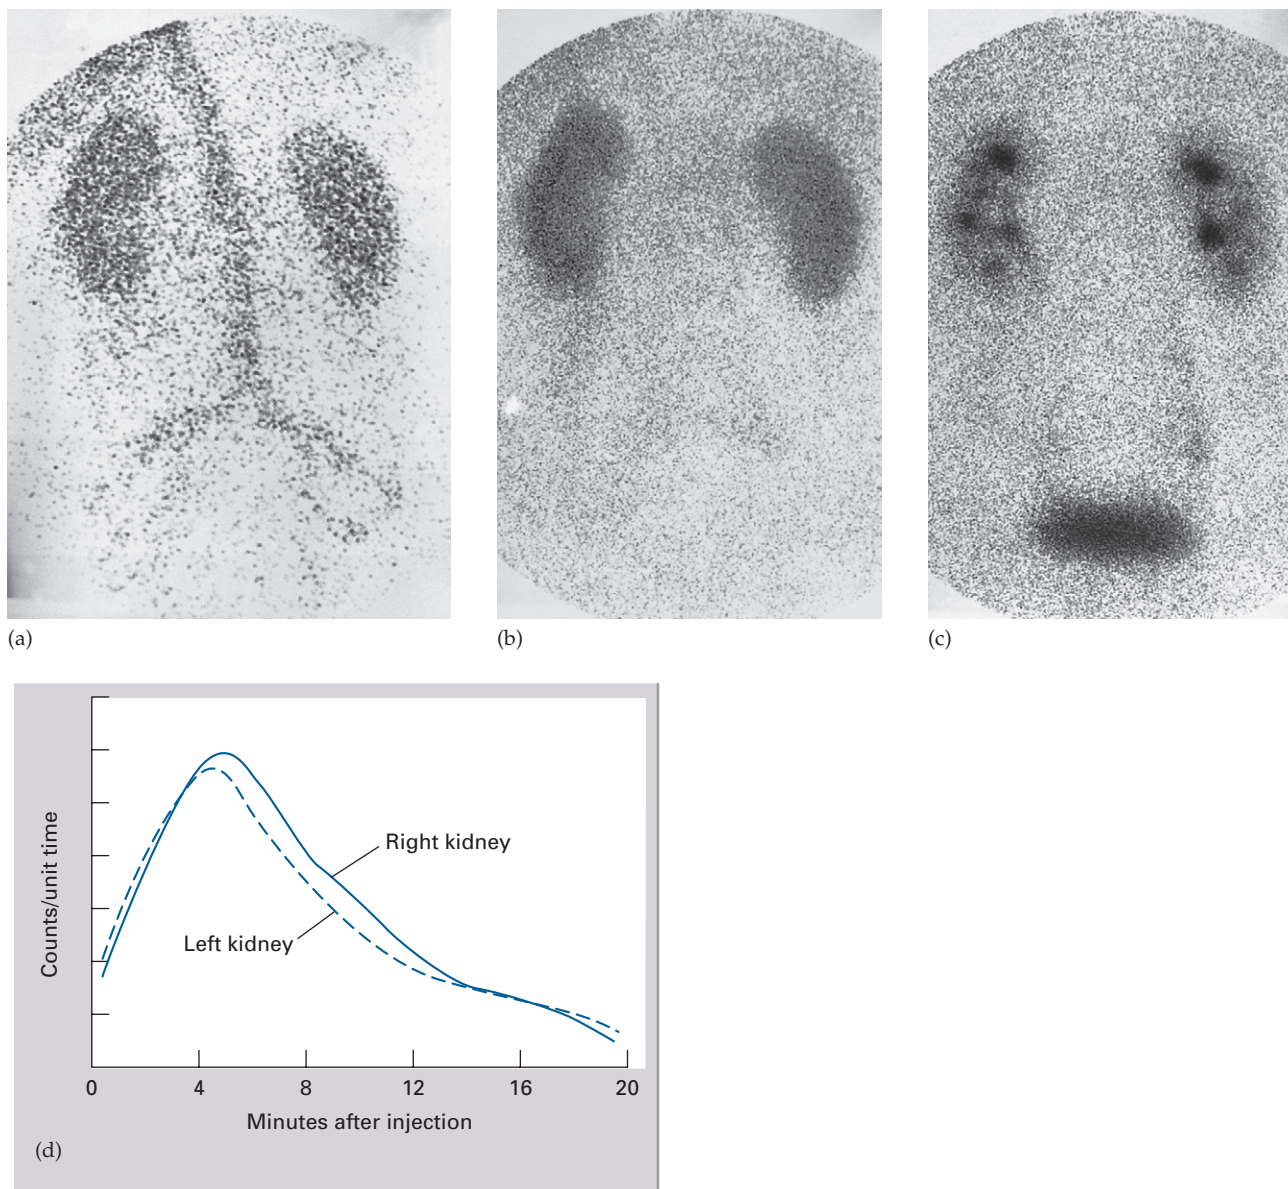 (a)
(b)
(c)
Counts/unit time
Right kidney
Left kidney
0 4 8 12 16 20
Minutes after injection
(d)